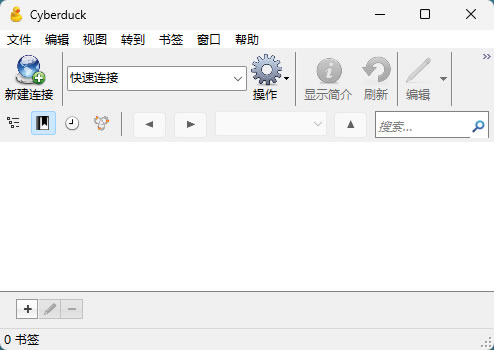 Cyberduck
文件 编辑 视图 转到 书签 窗口 帮助
新建连接 快速连接 操作 显示简介 刷新 编辑
搜索...
0 书签